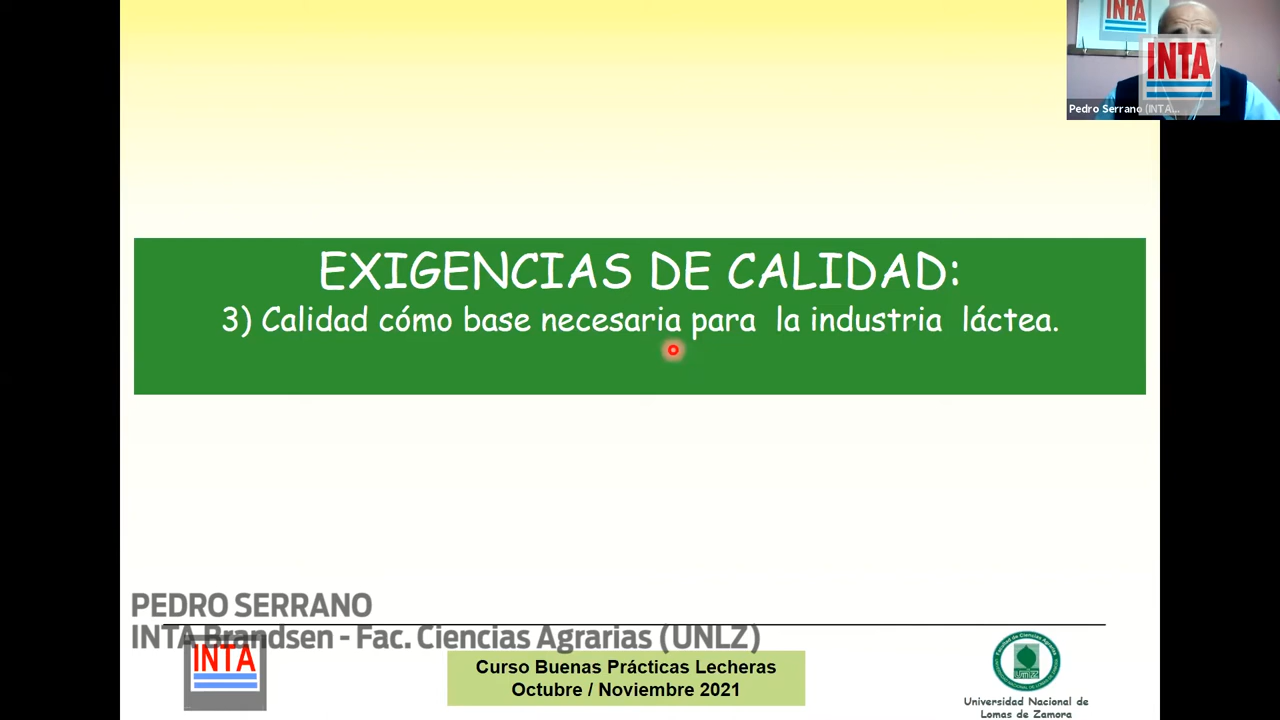 INTA
INTA
Pedro Serrano (INTA...
EXIGENCIAS DE CALIDAD:
3) Calidad cómo base necesaria para la industria láctea.
PEDRO SERRANO
INTA Brandsen - Fac. Ciencias Agrarias (UNLZ)
INTA
Curso Buenas Prácticas Lecheras
Octubre / Noviembre 2021
Universidad Nacional de
Lomas de Zamora